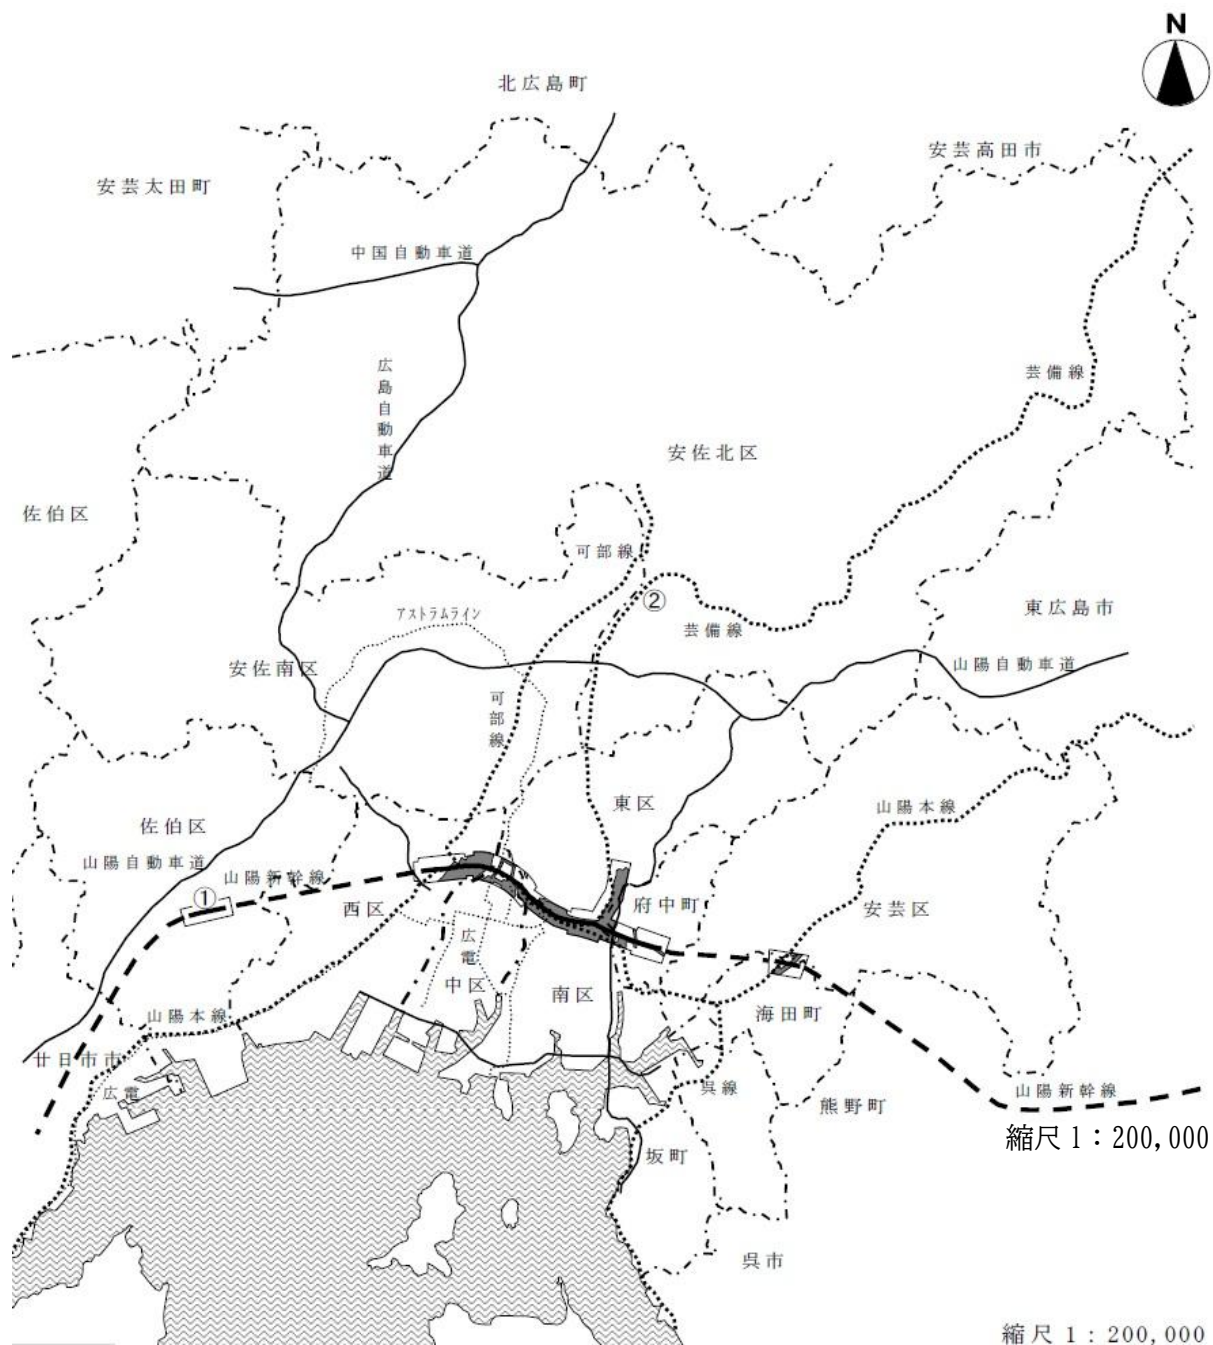 N
北広島町
安芸高田市
安芸太田町
中国自動車道
広島自動車道
芸備線
安佐北区
佐伯区
可部線
②
東広島市
アストラムライン
芸備線
安佐南区
山陽自動車道
可部線
東区
山陽本線
佐伯区
山陽自動車道
山陽新幹線
①
西区
府中町
安芸区
広電
中区
南区
海田町
山陽本線
廿日市市
広電
呉線
山陽新幹線
熊野町
縮尺 1：200,000
坂町
呉市
縮尺 1：200,000